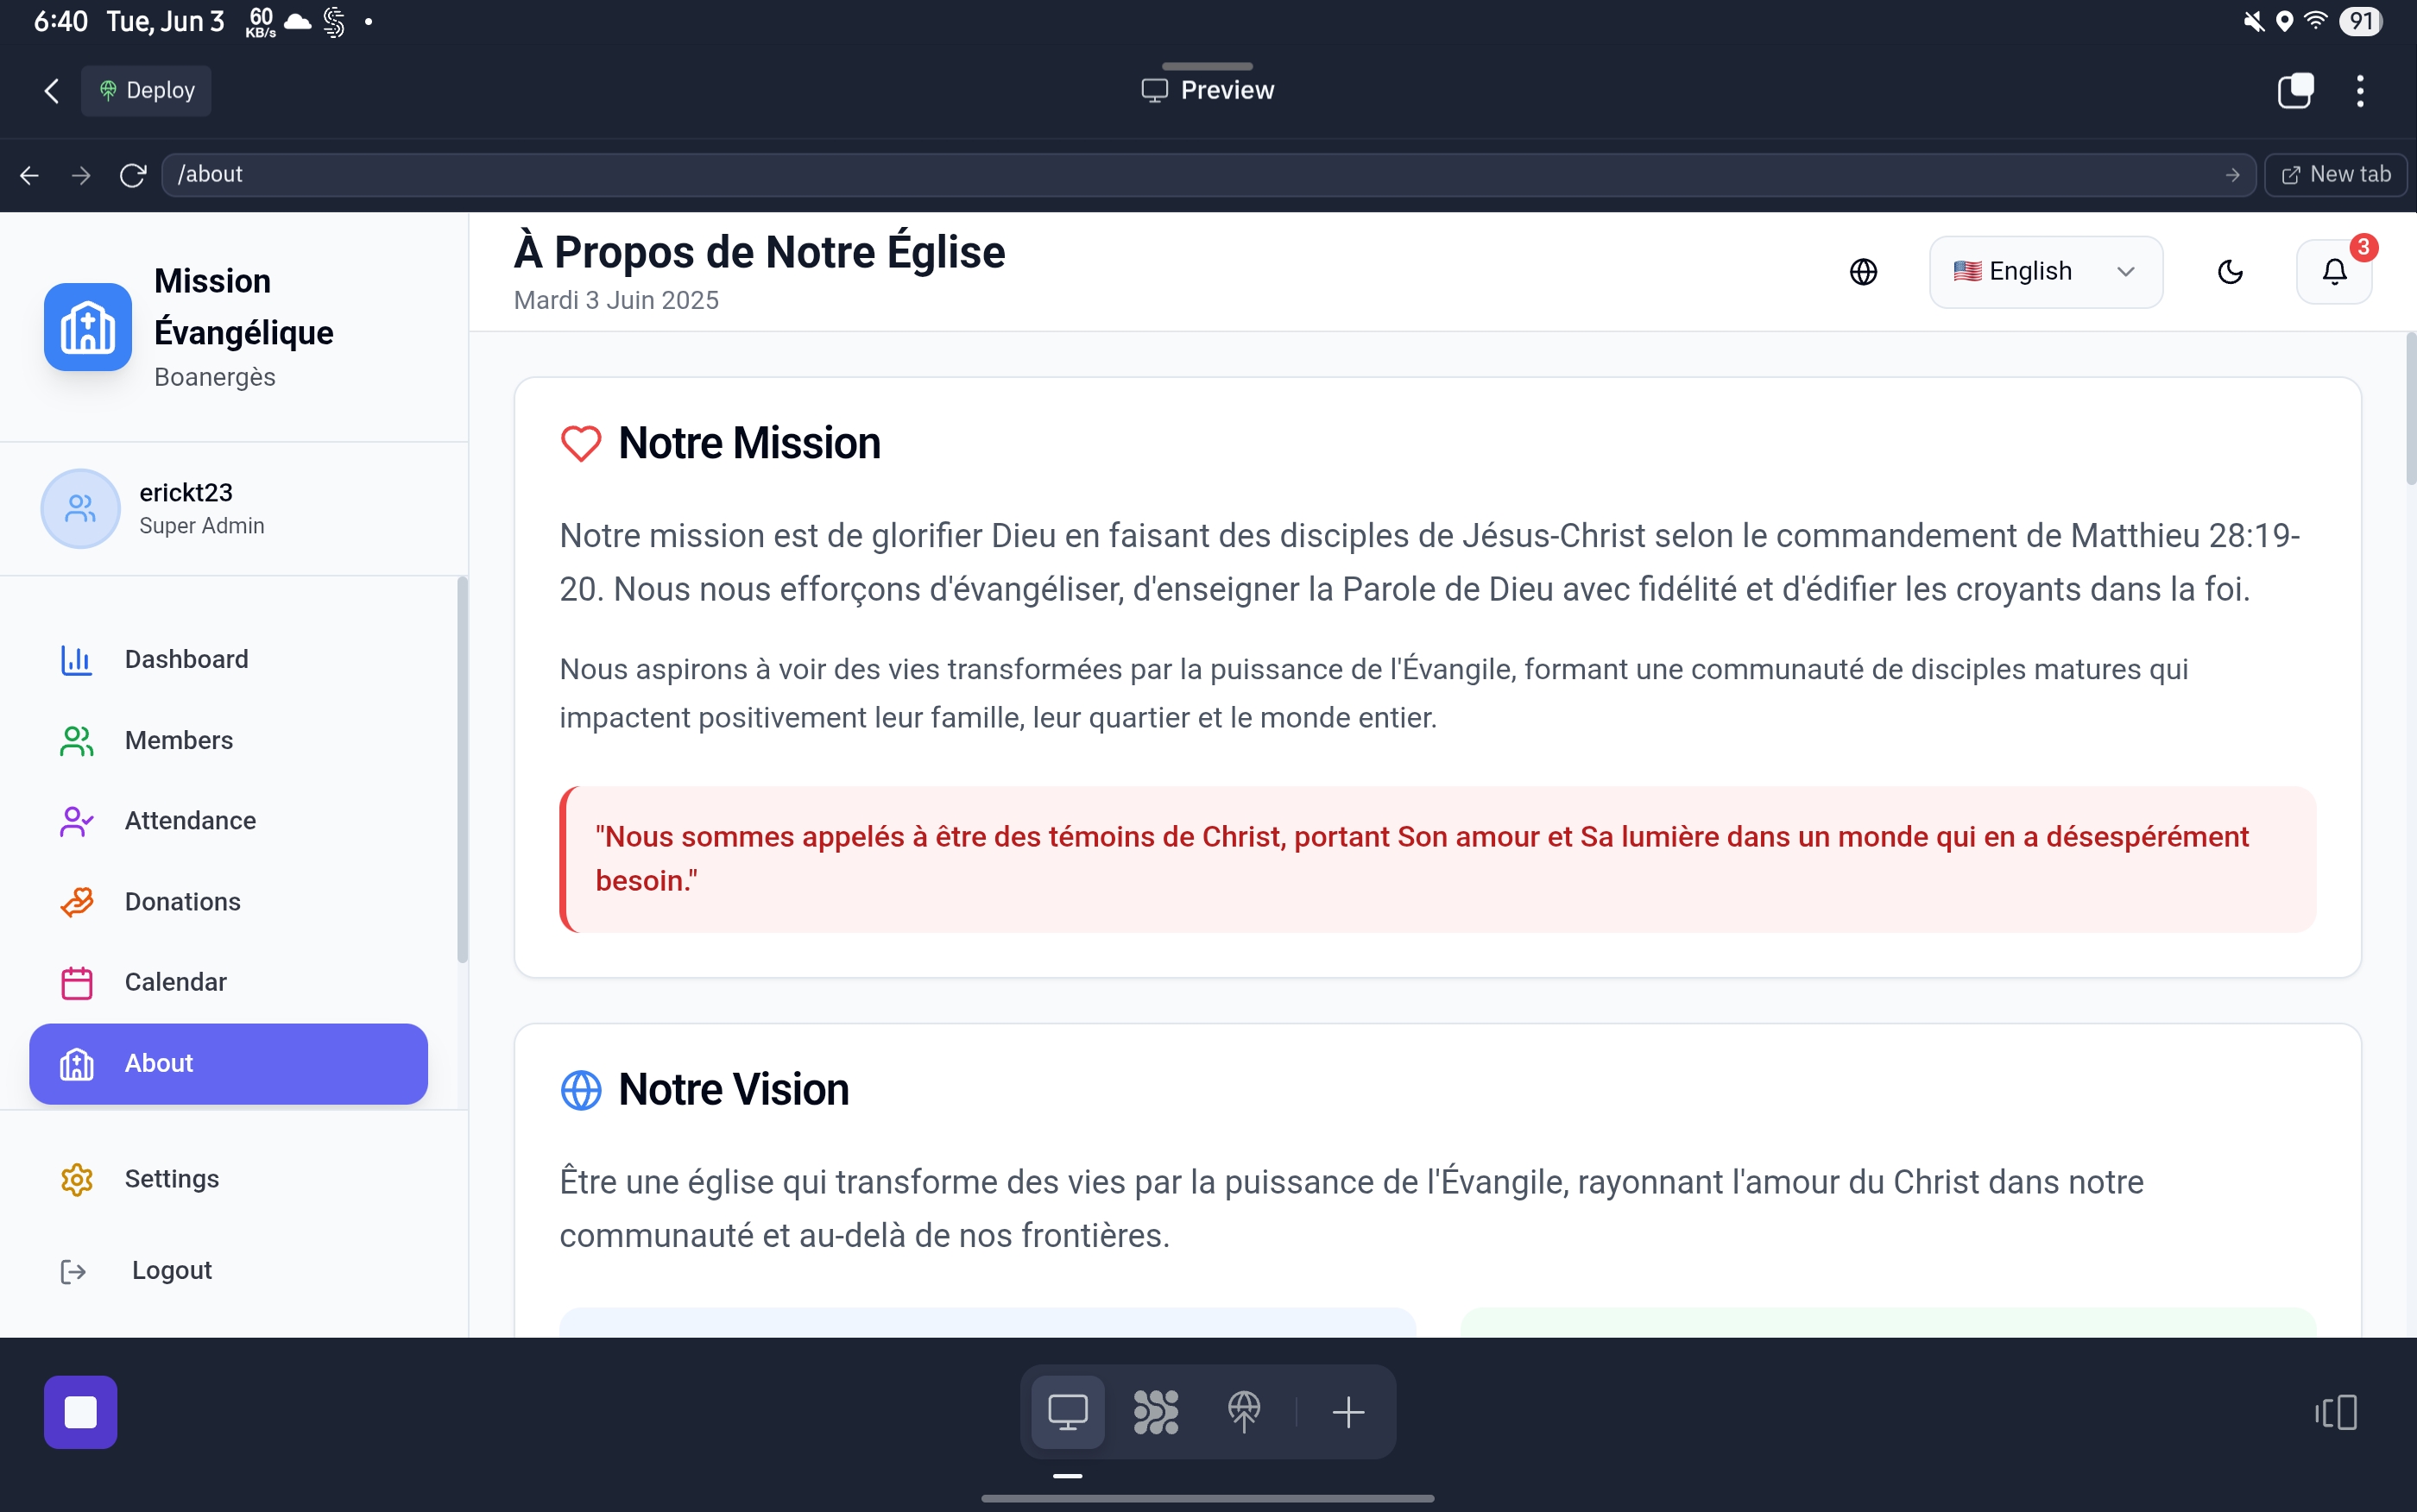 6:40 Tue, Jun 3 60 KB/s 91
Deploy
Preview
/about
New tab
Mission
Évangélique
Boanergès
erickt23
Super Admin
Dashboard
Members
Attendance
Donations
Calendar
About
Settings
Logout
À Propos de Notre Église
Mardi 3 Juin 2025
English
3
Notre Mission
Notre mission est de glorifier Dieu en faisant des disciples de Jésus-Christ selon le commandement de Matthieu 28:19-
20. Nous nous efforçons d'évangéliser, d'enseigner la Parole de Dieu avec fidélité et d'édifier les croyants dans la foi.
Nous aspirons à voir des vies transformées par la puissance de l'Évangile, formant une communauté de disciples matures qui
impactent positivement leur famille, leur quartier et le monde entier.
"Nous sommes appelés à être des témoins de Christ, portant Son amour et Sa lumière dans un monde qui en a désespérément
besoin."
Notre Vision
Être une église qui transforme des vies par la puissance de l'Évangile, rayonnant l'amour du Christ dans notre
communauté et au-delà de nos frontières.